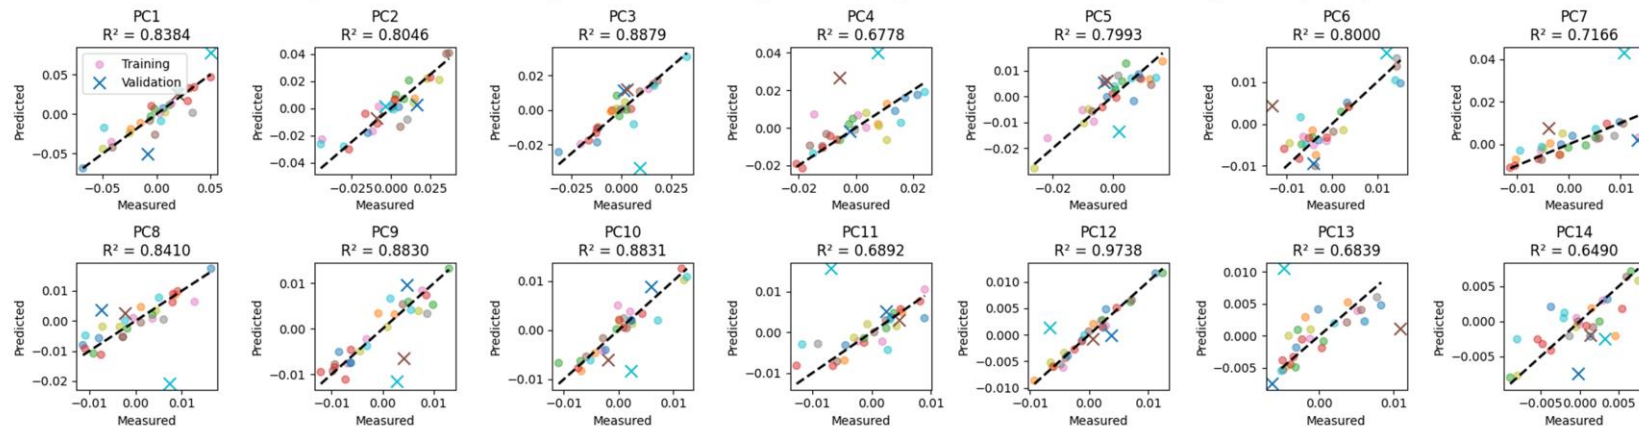 PC1
R² = 0.8384
PC2
R² = 0.8046
PC3
R² = 0.8879
PC4
R² = 0.6778
PC5
R² = 0.7993
PC6
R² = 0.8000
PC7
R² = 0.7166
Training
Validation
Predicted
0.05
0.00
−0.05
−0.05
0.00
0.05
Measured
Predicted
0.04
0.02
0.00
−0.02
−0.04
−0.025
0.000
0.025
Measured
Predicted
0.02
0.00
−0.02
−0.025
0.000
0.025
Measured
Predicted
0.04
0.02
0.00
−0.02
−0.02
0.00
0.02
Measured
Predicted
0.01
0.00
−0.01
−0.02
−0.02
0.00
Measured
Predicted
0.01
0.00
−0.01
−0.01
0.00
0.01
Measured
Predicted
0.04
0.02
0.00
−0.01
0.00
0.01
Measured
PC8
R² = 0.8410
PC9
R² = 0.8830
PC10
R² = 0.8831
PC11
R² = 0.6892
PC12
R² = 0.9738
PC13
R² = 0.6839
PC14
R² = 0.6490
Predicted
0.01
0.00
−0.01
−0.02
−0.01
0.00
0.01
Measured
Predicted
0.01
0.00
−0.01
−0.01
0.00
0.01
Measured
Predicted
0.01
0.00
−0.01
−0.01
0.00
0.01
Measured
Predicted
0.01
0.00
−0.01
−0.01
0.00
0.01
Measured
Predicted
0.010
0.005
0.000
−0.005
−0.010
−0.01
0.00
0.01
Measured
Predicted
0.010
0.005
0.000
−0.005
0.00
0.01
Measured
Predicted
0.005
0.000
−0.005
−0.005
0.000
0.005
Measured